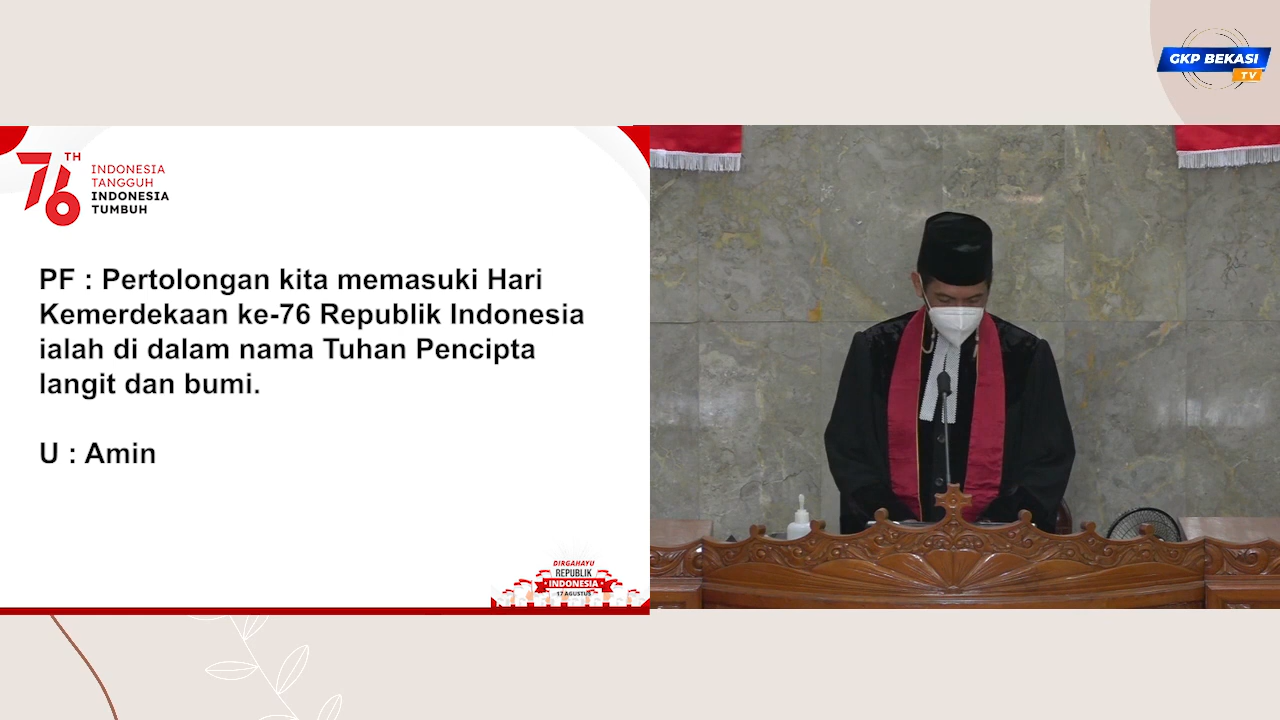 GKP BEKASI
TV
76 TH
INDONESIA
TANGGUH
INDONESIA
TUMBUH
PF : Pertolongan kita memasuki Hari
Kemerdekaan ke-76 Republik Indonesia
ialah di dalam nama Tuhan Pencipta
langit dan bumi.
U : Amin
DIRGAHAYU
REPUBLIK
INDONESIA
17 AGUSTUS